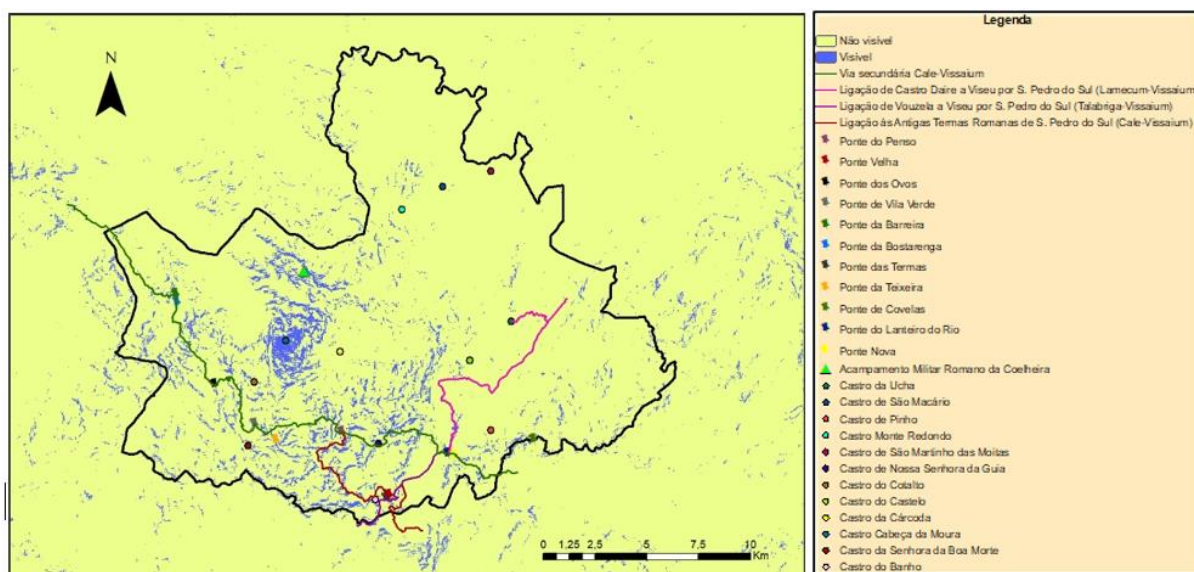 N
0 1,25 2,5 5 7,5 10
Km
Legenda
Não visível
Visível
Via secundária Cale-Vissaium
Ligação de Castro Daire a Viseu por S. Pedro do Sul (Lamecum-Vissaium
Ligação de Vouzela a Viseu por S. Pedro do Sul (Talabriga-Vissaium)
Ligação ás Antigas Termas Romanas de S. Pedro do Sul (Cale-Vissaium)
Ponte do Penso
Ponte Velha
Ponte dos Ovos
Ponte de Vila Verde
Ponte da Barreira
Ponte da Bostarenga
Ponte das Termas
Ponte da Teixeira
Ponte de Covelas
Ponte do Lanteiro do Rio
Ponte Nova
Acampamento Militar Romano da Coelheira
Castro da Ucha
Castro de São Macário
Castro de Pinho
Castro Monte Redondo
Castro de São Martinho das Moitas
Castro de Nossa Senhora da Guia
Castro do Cotalto
Castro do Castelo
Castro da Cárcoda
Castro Cabeça da Moura
Castro da Senhora da Boa Morte
Castro do Banho